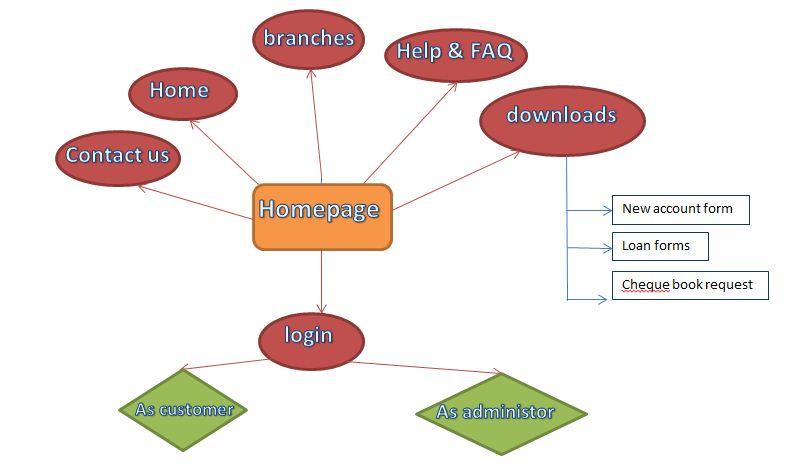 branches
Help & FAQ
Home
downloads
Contact us
Homepage
New account form
Loan forms
Cheque book request
login
As customer
As administor